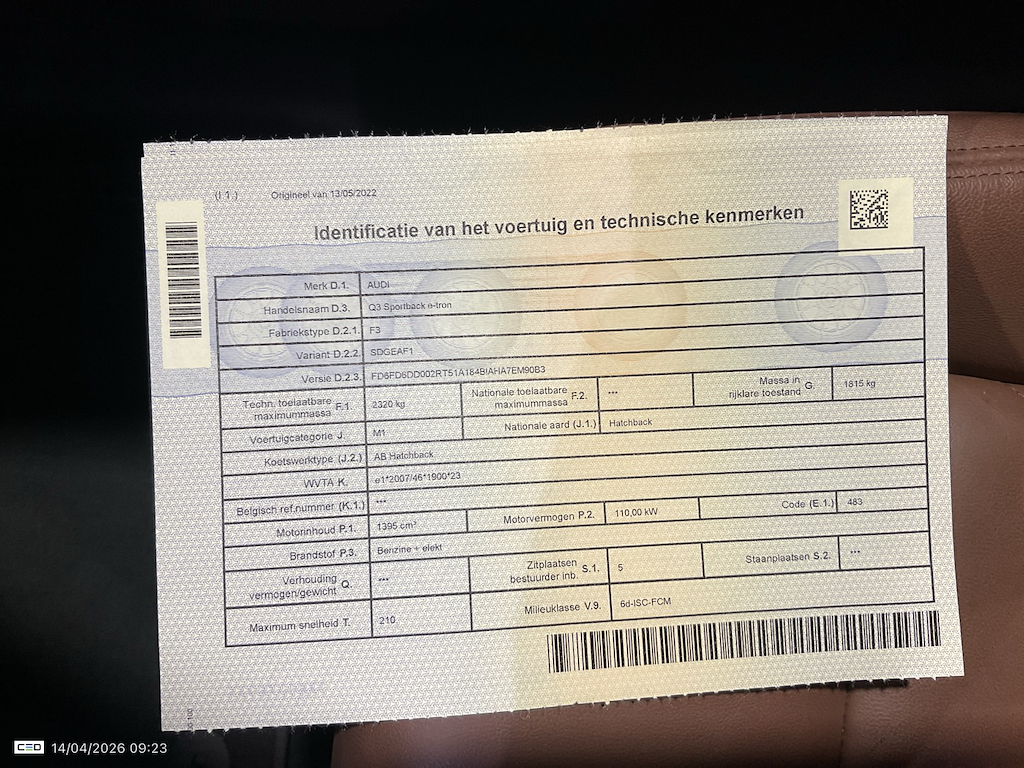 (I 1.) Origineel van 13/05/2022
Identificatie van het voertuig en technische kenmerken
Merk D.1. AUDI
Handelsnaam D.3. Q3 Sportback e-tron
Fabriekstype D.2.1. F3
Variant D.2.2. SDGEAF1
Versie D.2.3. FD6FD6DD002RT51A184BIAHA7EM90B3
Techn. toelaatbare maximummassa F.1. 2320 kg Nationale toelaatbare maximummassa F.2. *** Massa in rijklare toestand G 1815 kg
Voertuigcategorie J. M1 Nationale aard (J.1.) Hatchback
Koetswerktype (J.2.) AB Hatchback
WVTA K. e1*2007/46*1900*23
Belgisch ref.nummer (K.1.) ***
Motorinhoud P.1. 1395 cm³ Motorvermogen P.2. 110,00 kW Code (E.1.) 483
Brandstof P.3. Benzine + elekt
Verhouding vermogen/gewicht Q. *** Zitplaatsen bestuurder inb. S.1. 5 Staanplaatsen S.2. ***
Maximum snelheid T. 210 Milieuklasse V.9. 6d-ISC-FCM
CEO 14/04/2026 09:23